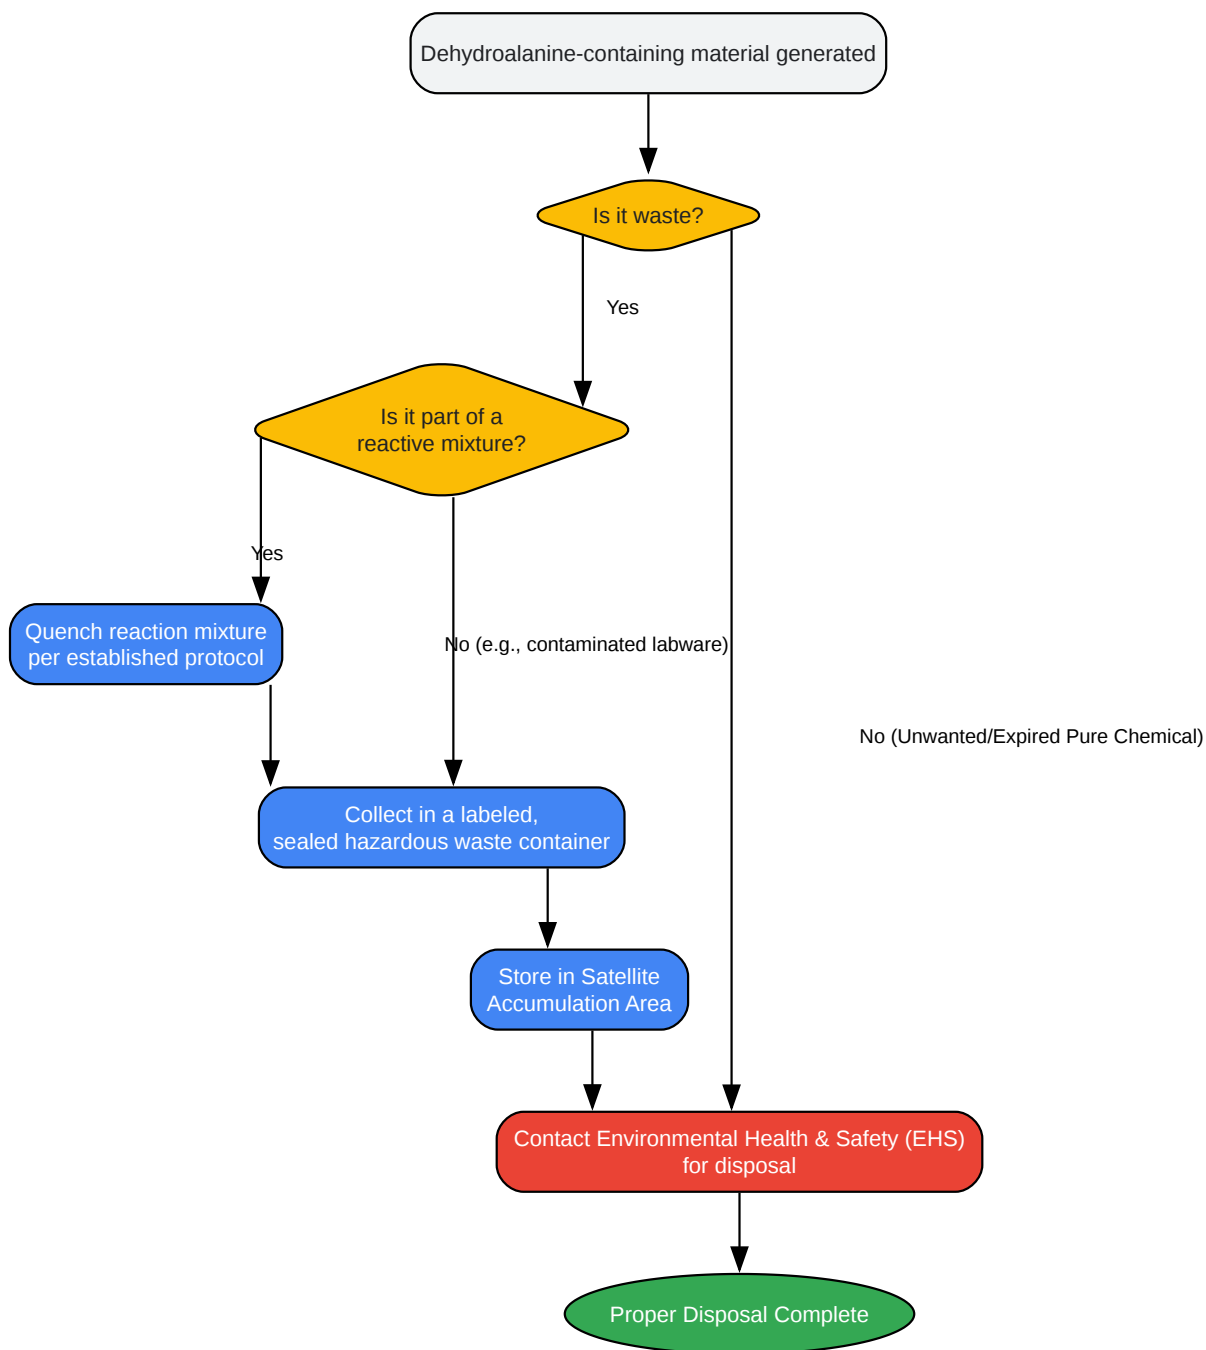 Dehydroalanine-containing material generated
Is it waste?
Yes
Is it part of a
reactive mixture?
Yes
Quench reaction mixture
per established protocol
No (e.g., contaminated labware)
No (Unwanted/Expired Pure Chemical)
Collect in a labeled,
sealed hazardous waste container
Store in Satellite
Accumulation Area
Contact Environmental Health & Safety (EHS)
for disposal
Proper Disposal Complete